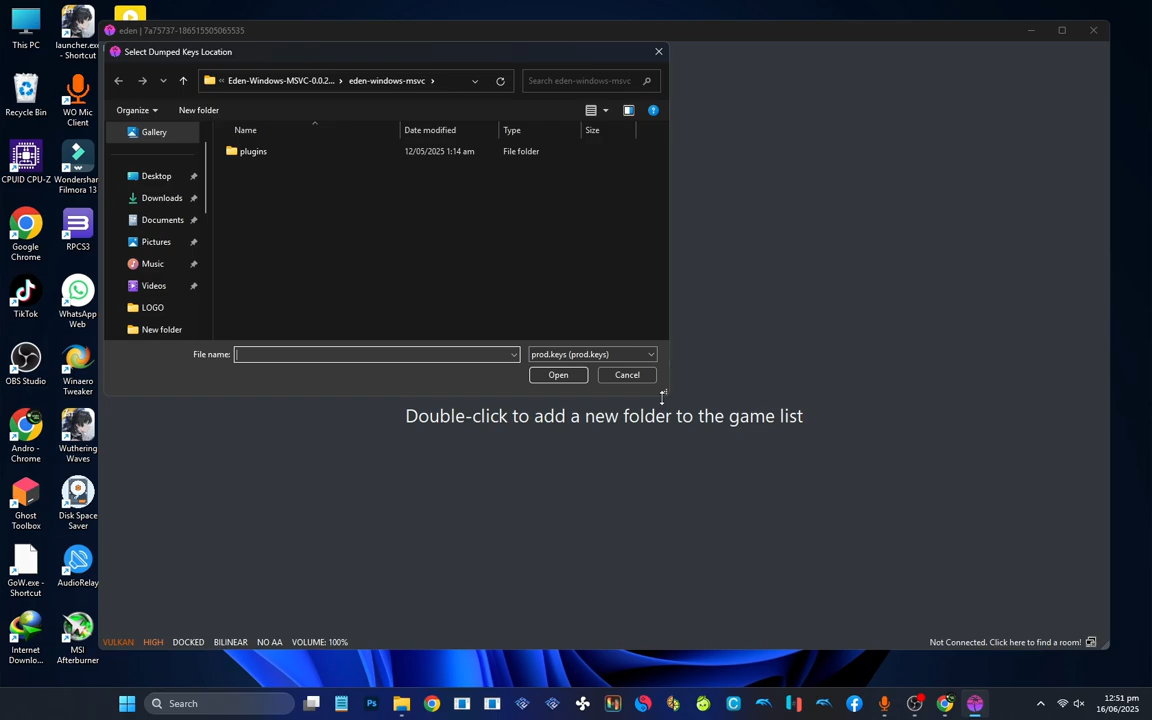 eden | 7a75737-186515505065535
Select Dumped Keys Location
Eden-Windows-MSVC-0.0.2... eden-windows-msvc
Search eden-windows-msvc
Organize
New folder
Name
Date modified
Type
Size
Gallery
plugins
12/05/2025 1:14 am
File folder
Desktop
Downloads
Documents
Pictures
Music
Videos
LOGO
New folder
File name:
prod.keys (prod.keys)
Open
Cancel
Double-click to add a new folder to the game list
VULKAN HIGH DOCKED BILINEAR NO AA VOLUME: 100%
Not Connected. Click here to find a room!
This PC
launcher.exe
- Shortcut
Recycle Bin
WO Mic
Client
CPUID CPU-Z
Wondershare
Filmora 13
Google
Chrome
RPCS3
TikTok
WhatsApp
Web
OBS Studio
Winaero
Tweaker
Andro -
Chrome
Wuthering
Waves
Ghost
Toolbox
Disk Space
Saver
GoW.exe -
Shortcut
AudioRelay
Internet
Downlo...
MSI
Afterburner
Search
12:51 pm
16/06/2025